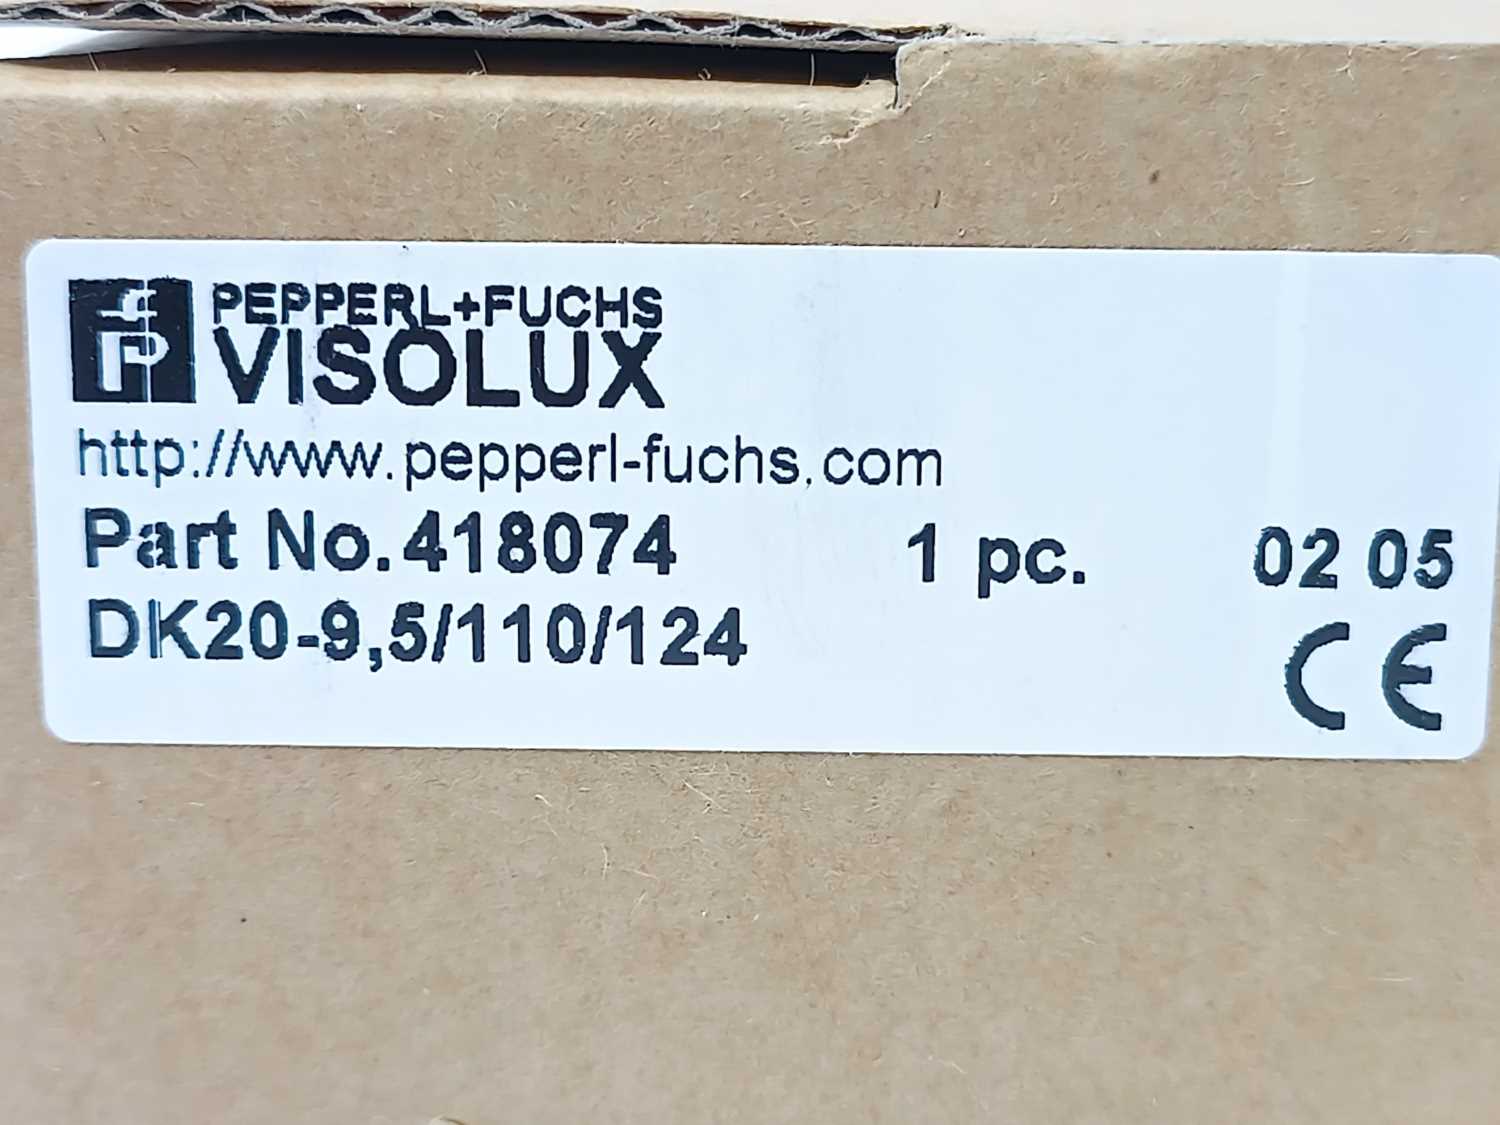 PEPPERL+FUCHS
VISOLUX
http://www.pepperl-fuchs.com
Part No.418074 1 pc. 02 05
DK20-9,5/110/124
CE